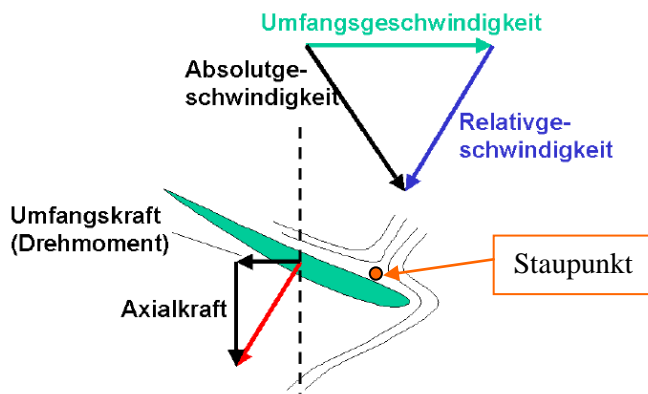 Umfangsgeschwindigkeit
Absolutge-
schwindigkeit
Relativge-
schwindigkeit
Umfangskraft
(Drehmoment)
Staupunkt
Axialkraft